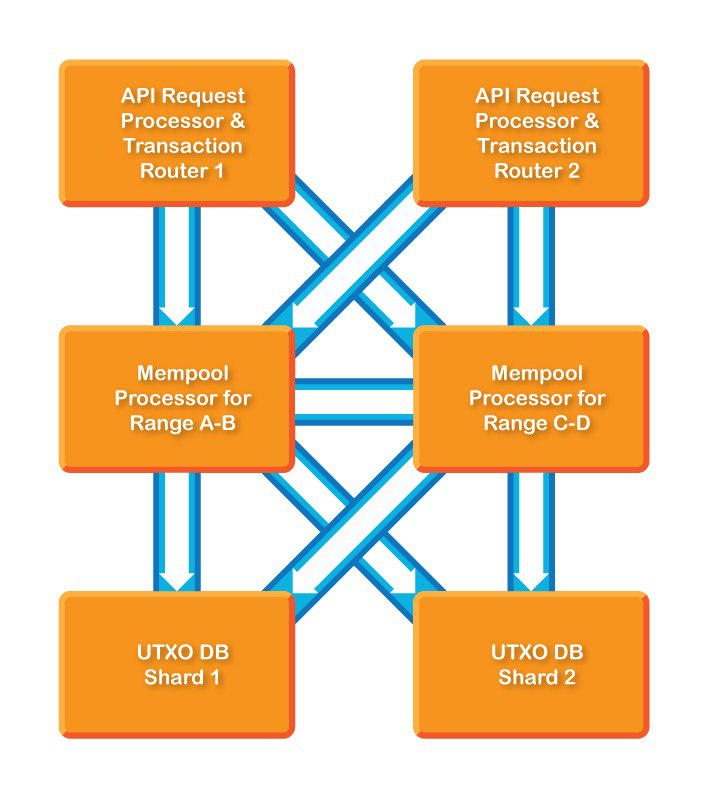 API Request
Processor &
Transaction
Router 1
API Request
Processor &
Transaction
Router 2
Mempool
Processor for
Range A-B
Mempool
Processor for
Range C-D
UTXO DB
Shard 1
UTXO DB
Shard 2